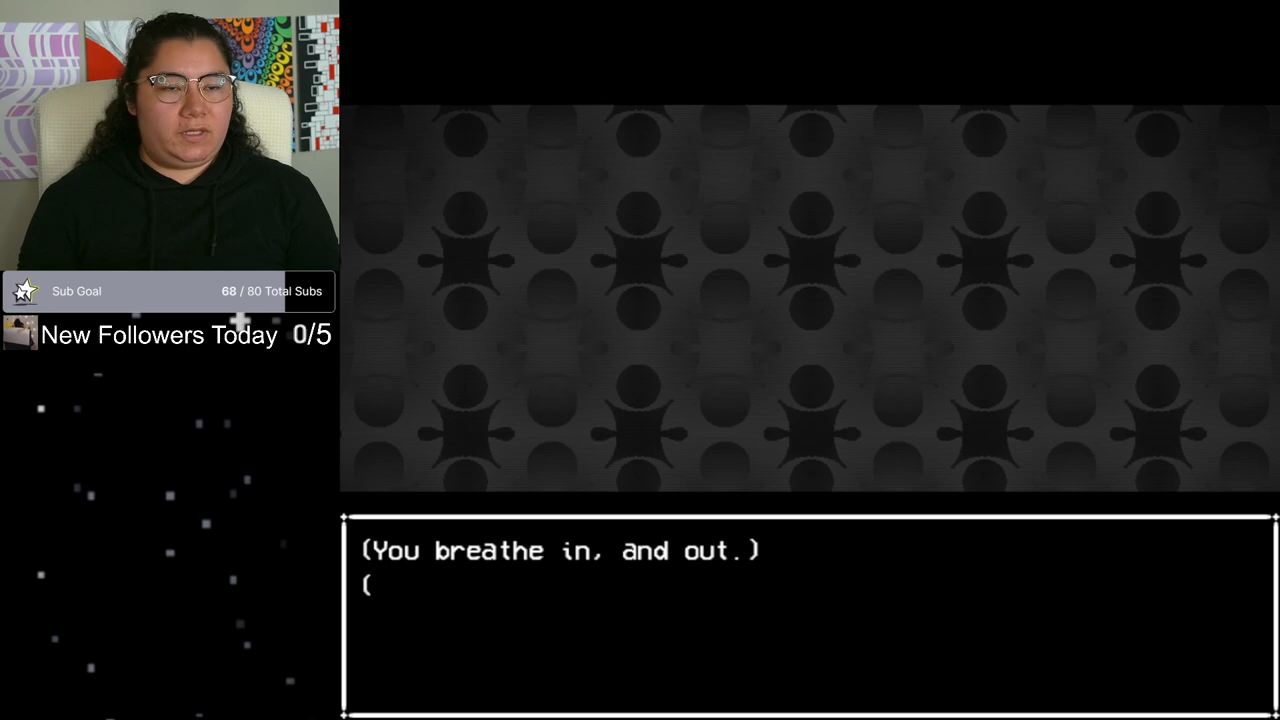 Sub Goal 68 / 80 Total Subs
New Followers Today 0/5
(You breathe in, and out.)
(